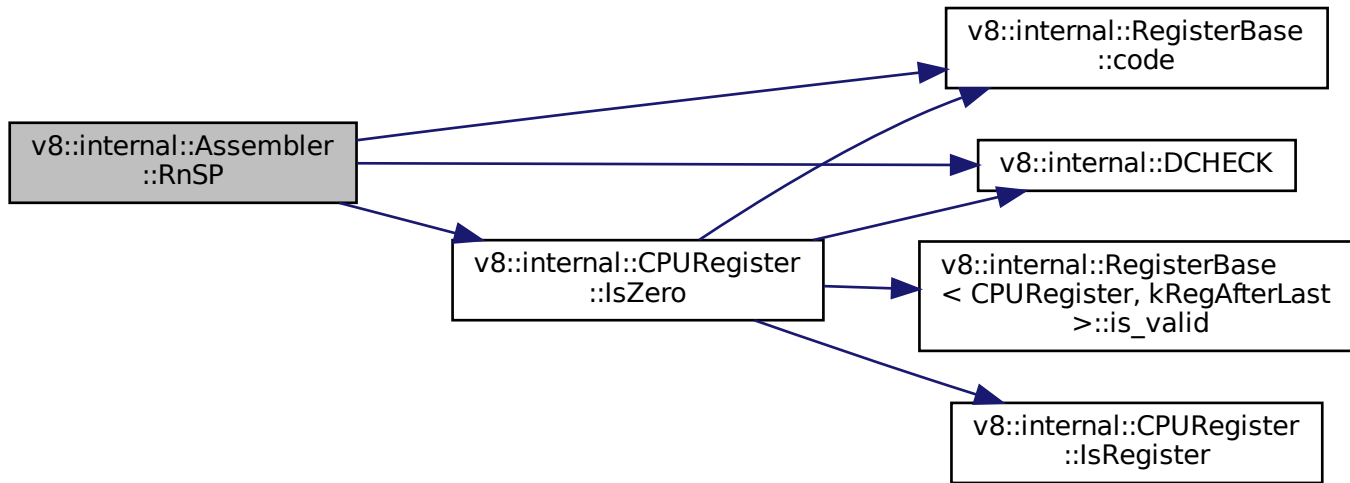 v8::internal::Assembler
::RnSP
v8::internal::CPURegister
::IsZero
v8::internal::RegisterBase
::code
v8::internal::DCHECK
v8::internal::RegisterBase
< CPURegister, kRegAfterLast
>::is_valid
v8::internal::CPURegister
::IsRegister